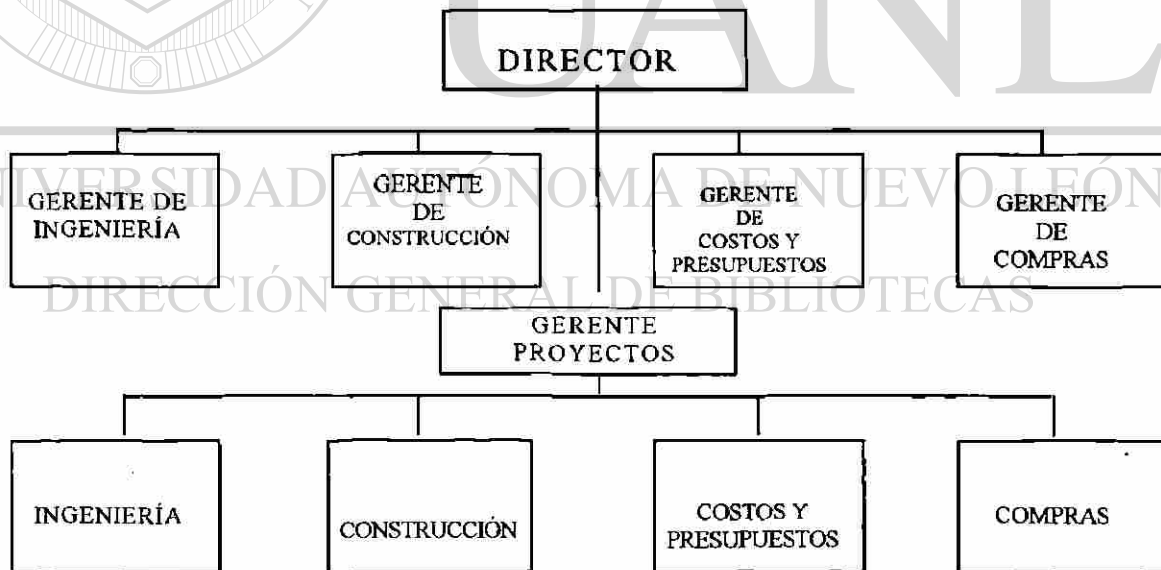 UANL
DIRECTOR
GERENTE DE
INGENIERÍA
GERENTE
DE
CONSTRUCCIÓN
GERENTE
DE
COSTOS Y
PRESUPUESTOS
GERENTE
DE
COMPRAS
UNIVERSIDAD AUTÓNOMA DE NUEVO LEÓN
DIRECCIÓN GENERAL DE BIBLIOTECAS
GERENTE
PROYECTOS
INGENIERÍA
CONSTRUCCIÓN
COSTOS Y
PRESUPUESTOS
COMPRAS